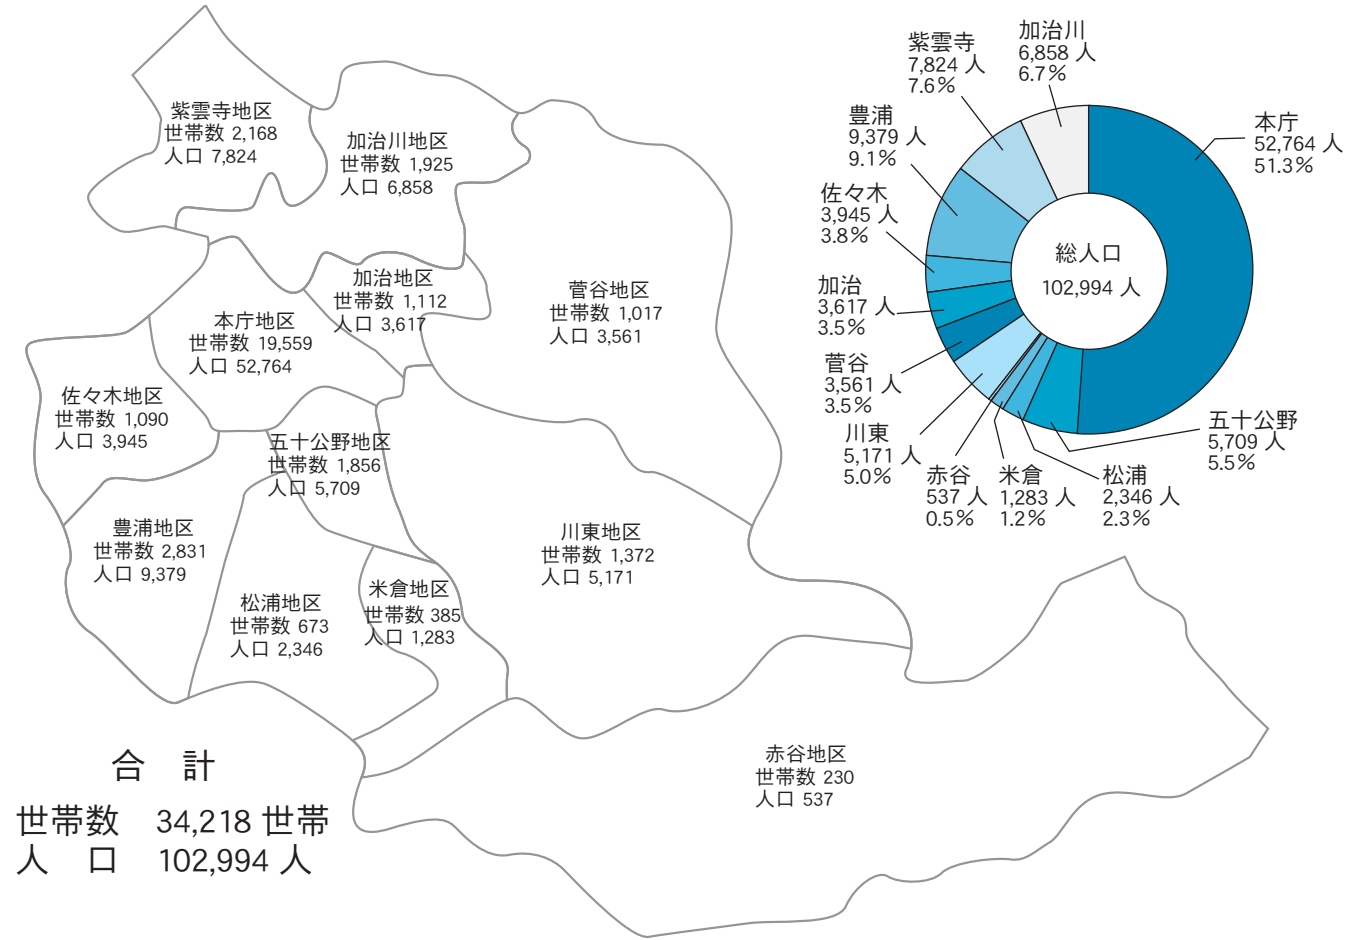 紫雲寺地区
世帯数 2,168
人口 7,824
加治川地区
世帯数 1,925
人口 6,858
加治地区
世帯数 1,112
人口 3,617
菅谷地区
世帯数 1,017
人口 3,561
本庁地区
世帯数 19,559
人口 52,764
佐々木地区
世帯数 1,090
人口 3,945
五十公野地区
世帯数 1,856
人口 5,709
豊浦地区
世帯数 2,831
人口 9,379
川東地区
世帯数 1,372
人口 5,171
米倉地区
世帯数 385
人口 1,283
松浦地区
世帯数 673
人口 2,346
赤谷地区
世帯数 230
人口 537
合 計
世帯数 34,218 世帯
人 口 102,994 人
総人口
102,994 人
本庁
52,764 人
51.3%
五十公野
5,709 人
5.5%
松浦
2,346 人
2.3%
米倉
1,283 人
1.2%
赤谷
537 人
0.5%
川東
5,171 人
5.0%
菅谷
3,561 人
3.5%
加治
3,617 人
3.5%
佐々木
3,945 人
3.8%
豊浦
9,379 人
9.1%
紫雲寺
7,824 人
7.6%
加治川
6,858 人
6.7%